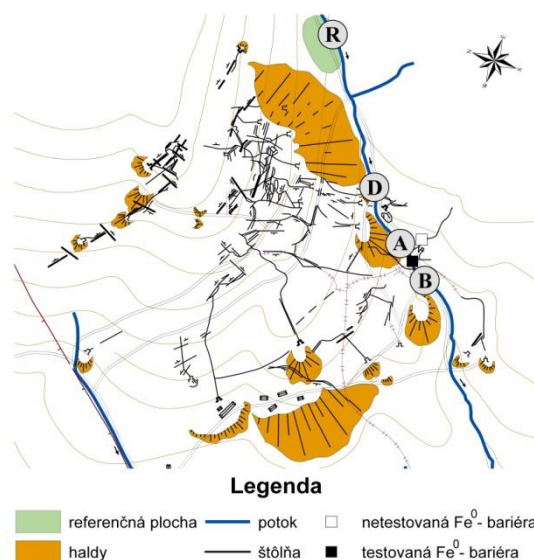 R
D
A
B
Legenda
referenčná plocha potok netestovaná Fe⁰- bariéra
haldy štôlňa testovaná Fe⁰- bariéra